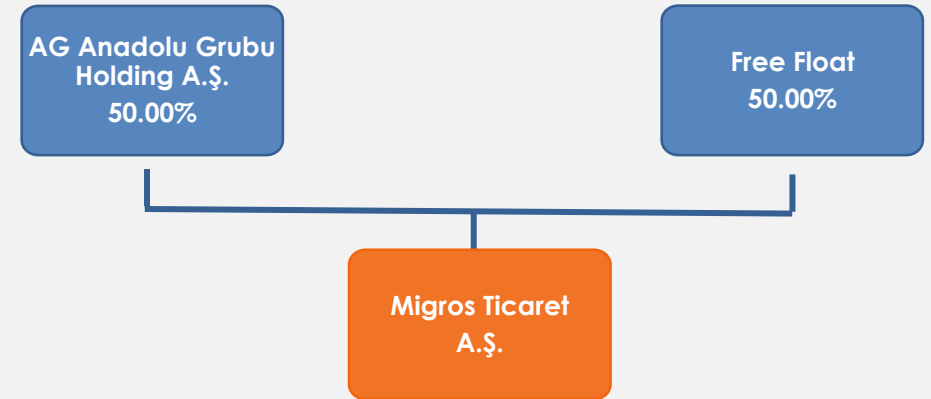 AG Anadolu Grubu
Holding A.Ş.
50.00%
Free Float
50.00%
Migros Ticaret
A.Ş.